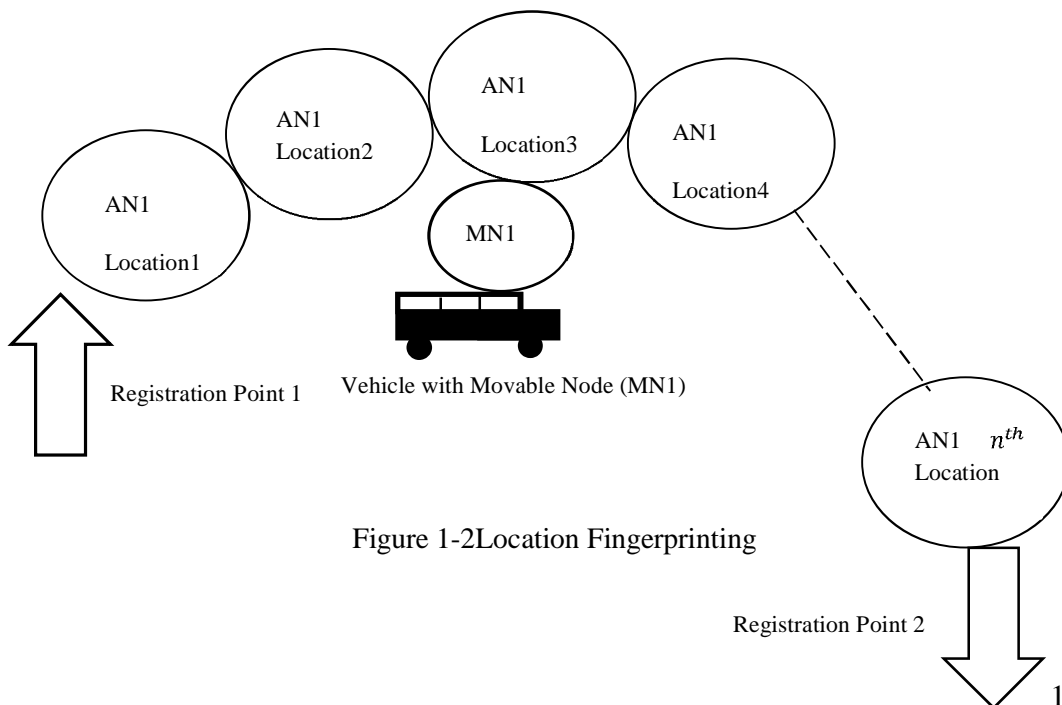 AN1
Location1
AN1
Location2
AN1
Location3
AN1
Location4
MN1
Vehicle with Movable Node (MN1)
Registration Point 1
AN1 nᵗʰ
Location
Figure 1-2Location Fingerprinting
Registration Point 2
1